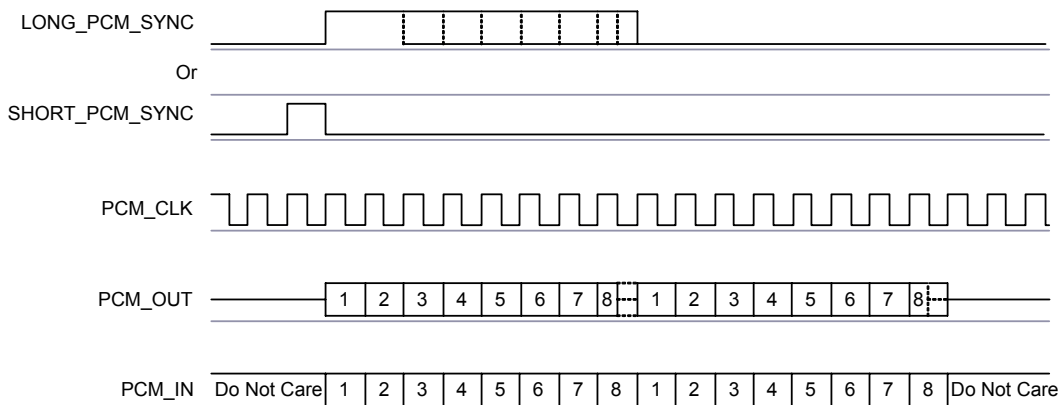 LONG_PCM_SYNC
Or
SHORT_PCM_SYNC
PCM_CLK
PCM_OUT 1 2 3 4 5 6 7 8 1 2 3 4 5 6 7 8
PCM_IN Do Not Care 1 2 3 4 5 6 7 8 1 2 3 4 5 6 7 8 Do Not Care